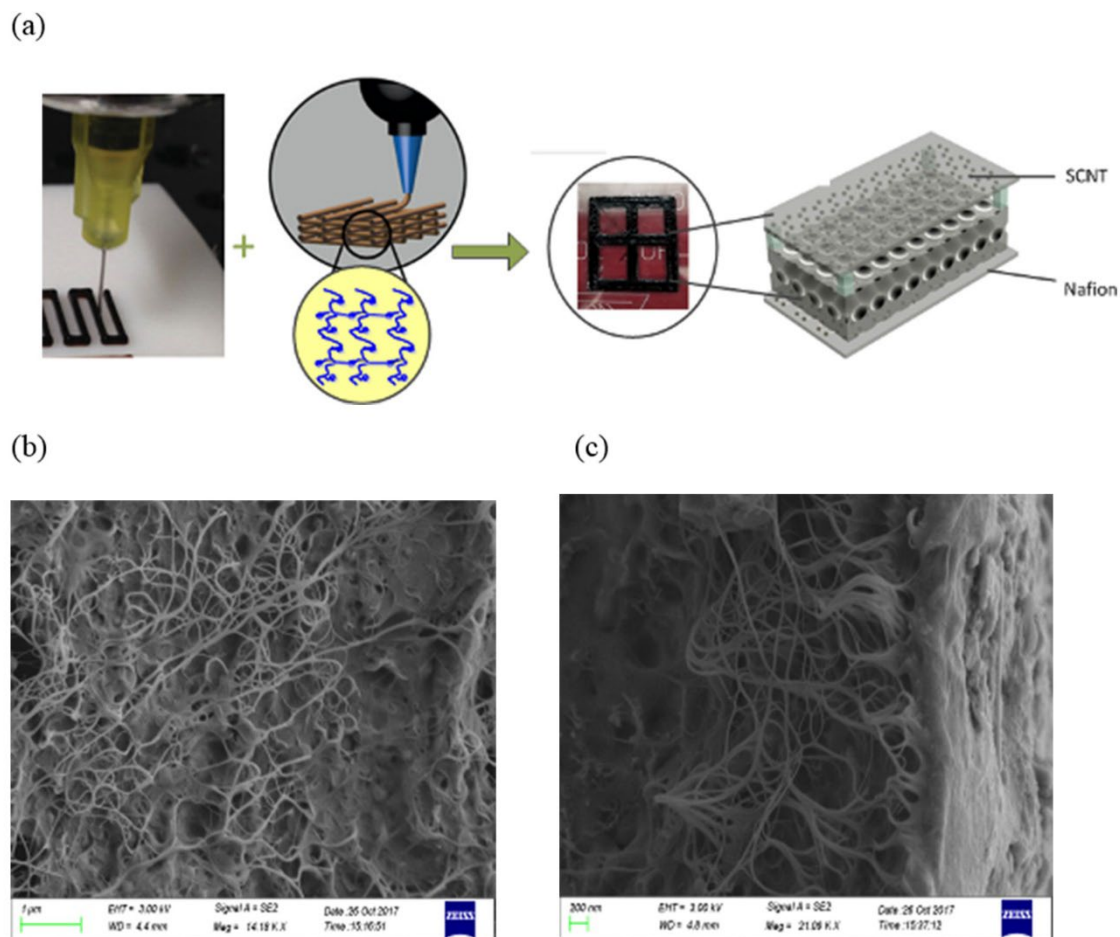 (a)
+
SCNT
Nafion
(b)
(c)
1 µm
EHT = 3.00 kV
WD = 4.4 mm
Signal A = SE2
Mag = 14.18 K X
Date :26 Oct 2017
Time :15:16:51
ZEISS
200 nm
EHT = 3.00 kV
WD = 4.8 mm
Signal A = SE2
Mag = 21.09 K X
Date :26 Oct 2017
Time :15:37:12
ZEISS